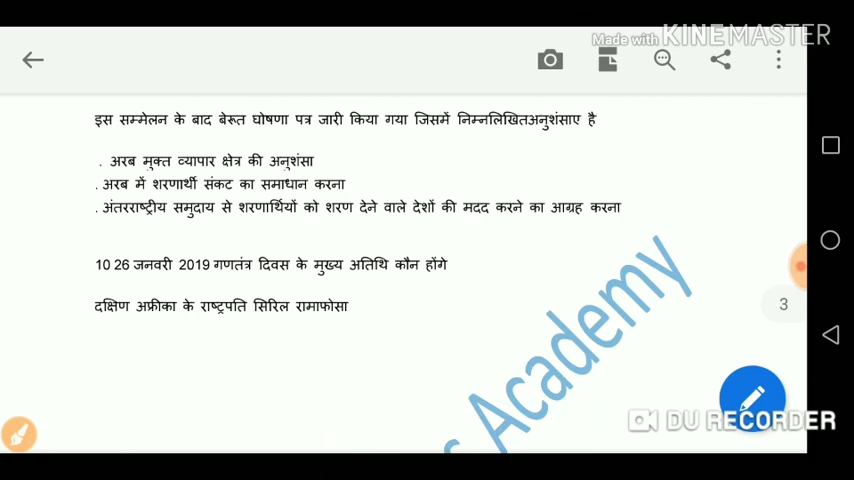 Made with KINEMASTER
इस सम्मेलन के बाद बेरूत घोषणा पत्र जारी किया गया जिसमें निम्नलिखितअनुशंसाए है
. अरब मुक्त व्यापार क्षेत्र की अनुशंसा
. अरब में शरणार्थी संकट का समाधान करना
. अंतरराष्ट्रीय समुदाय से शरणार्थियों को शरण देने वाले देशों की मदद करने का आग्रह करना
10 26 जनवरी 2019 गणतंत्र दिवस के मुख्य अतिथि कौन होंगे
दक्षिण अफ्रीका के राष्ट्रपति सिरिल रामाफोसा
3
Academy
DU RECORDER